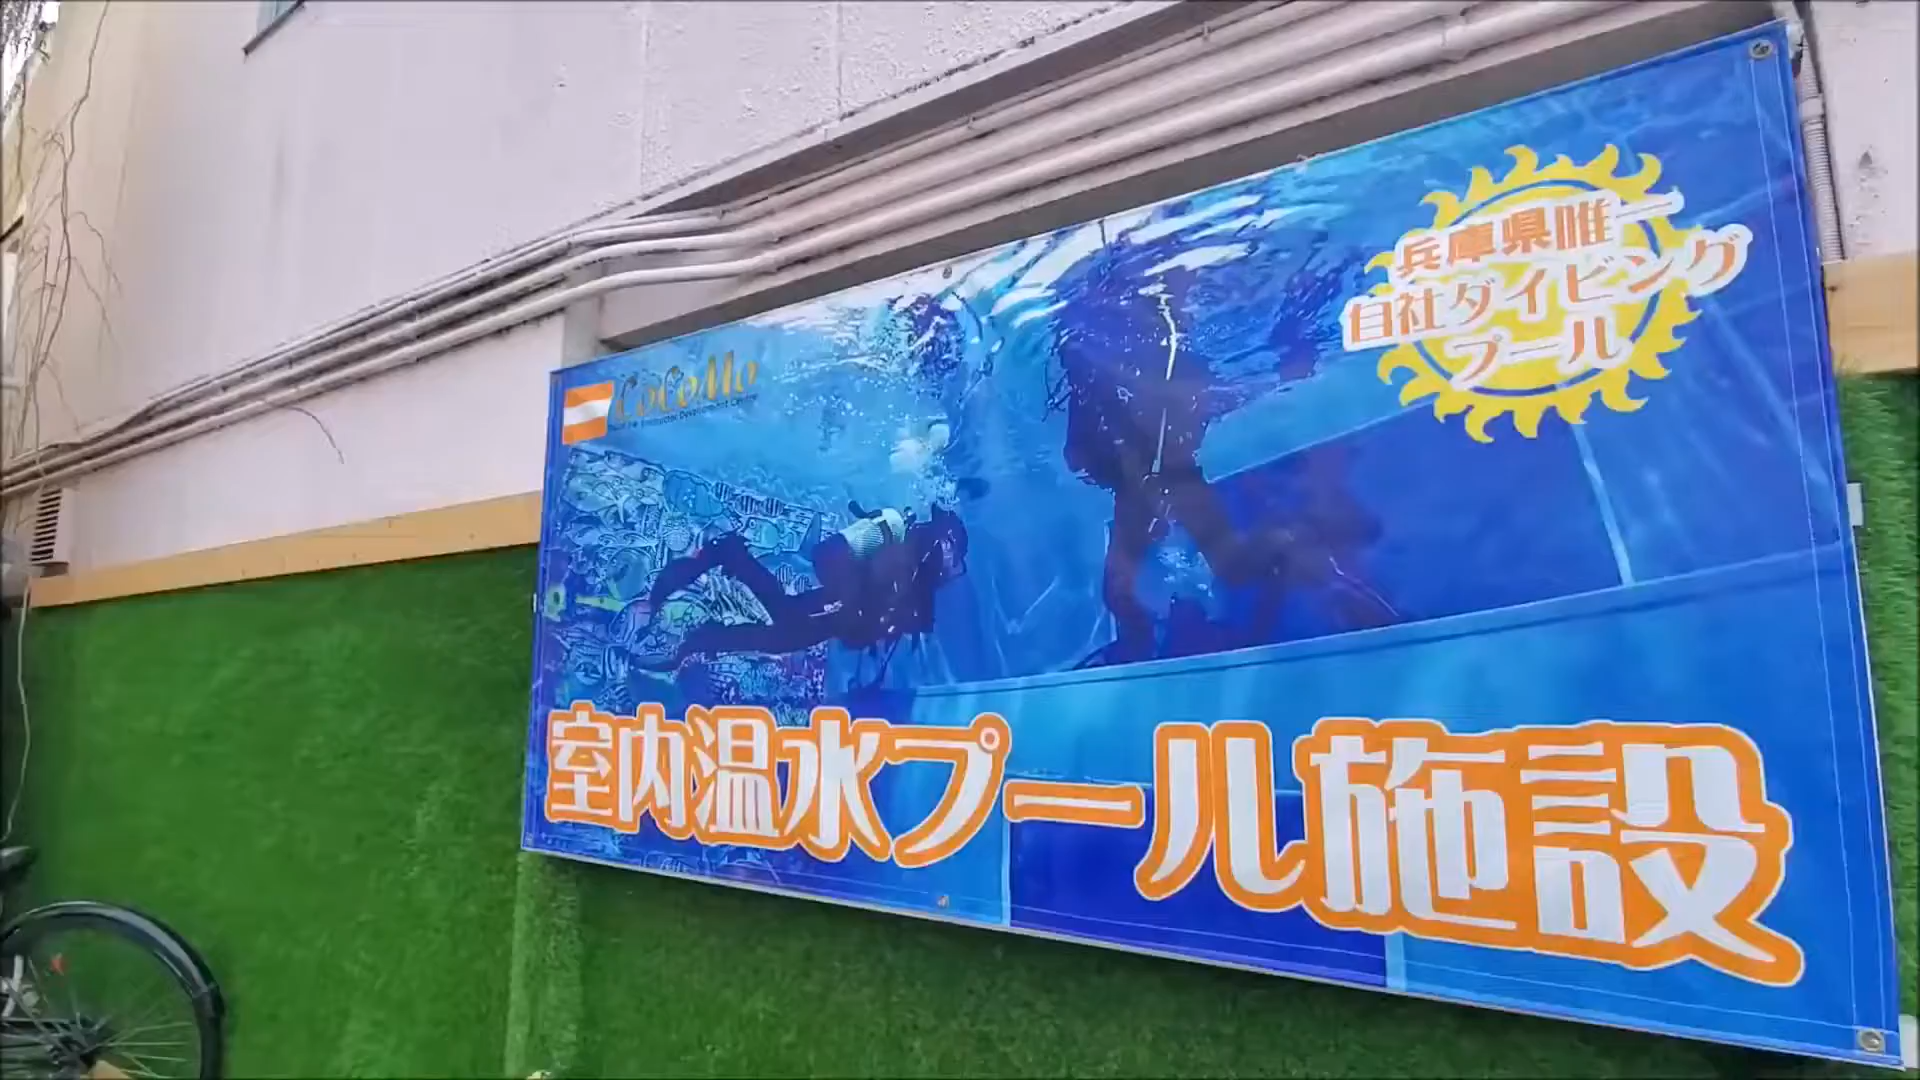 CoCoMo
兵庫県唯一
自社ダイビング
プール
室内温水プール施設